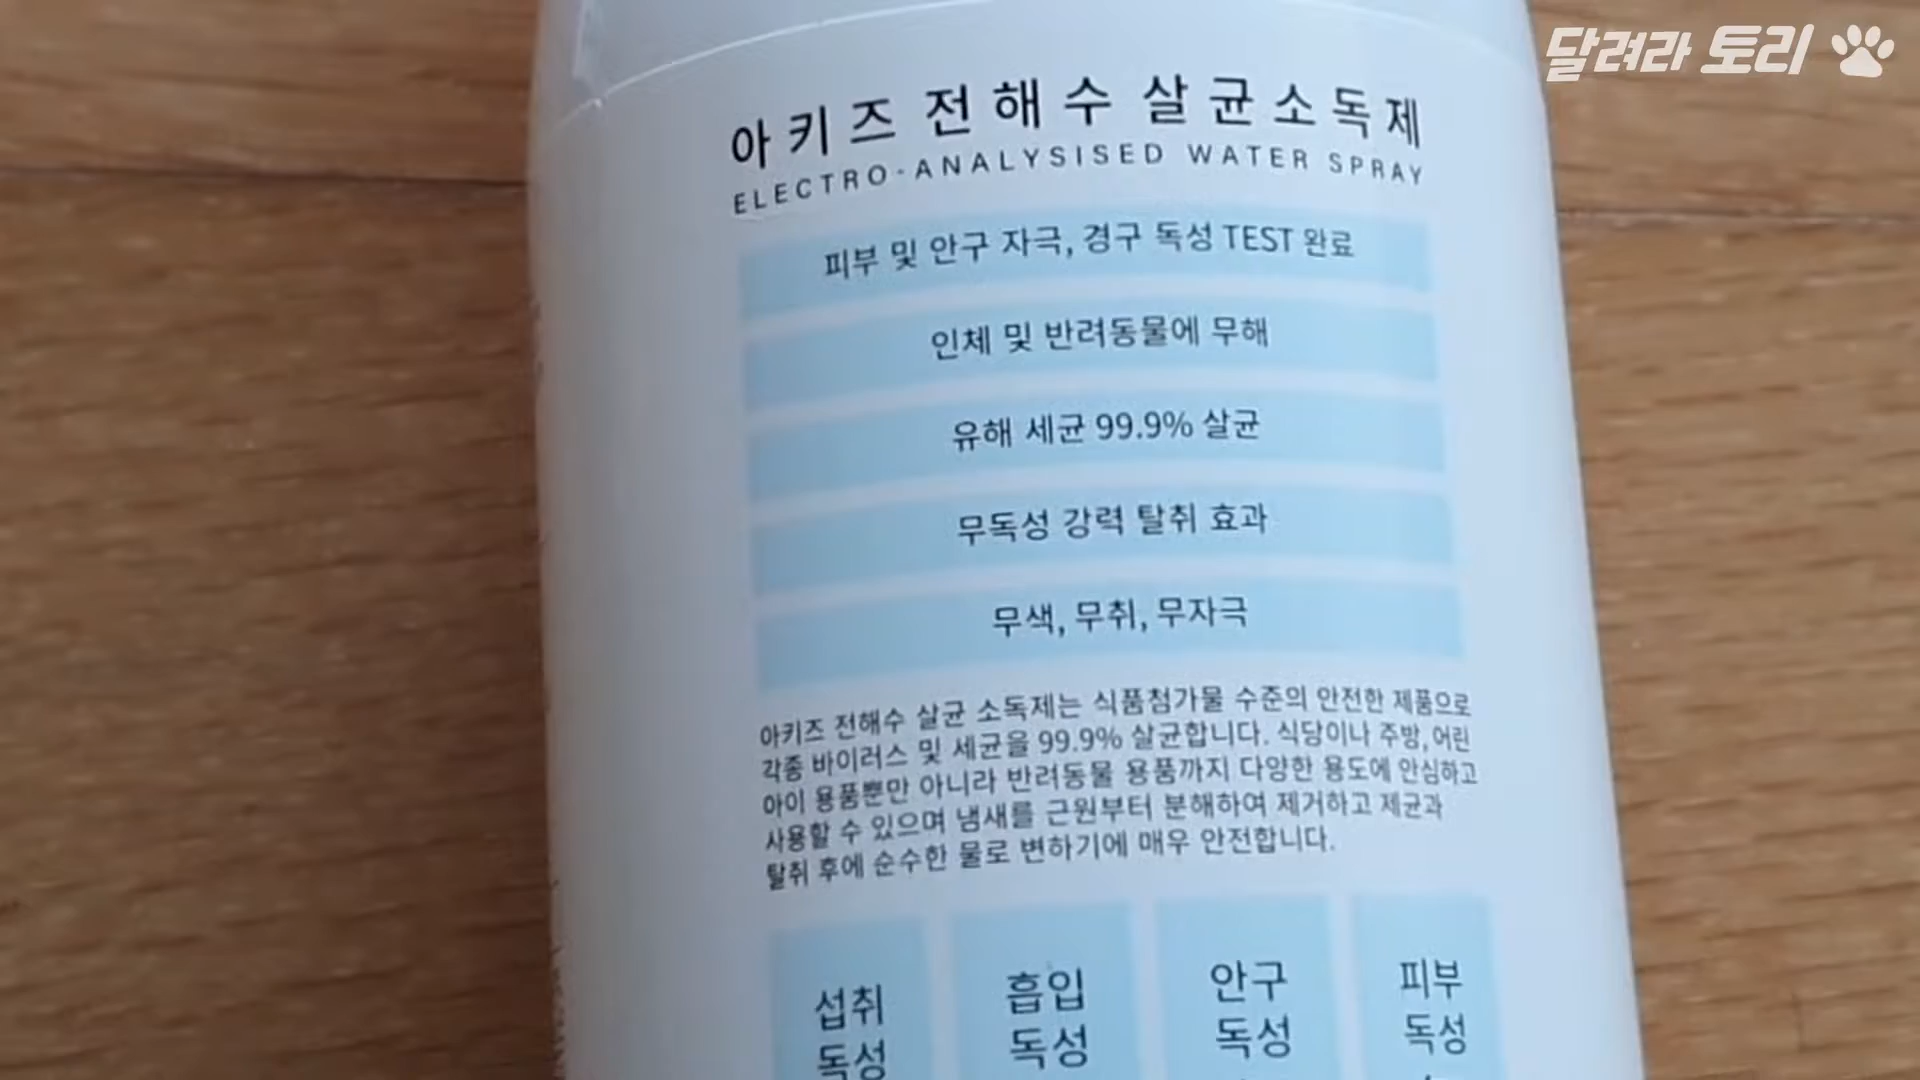 달려라 토리
아키즈 전해수 살균소독제
ELECTRO-ANALYSISED WATER SPRAY
피부 및 안구 자극, 경구 독성 TEST 완료
인체 및 반려동물에 무해
유해 세균 99.9% 살균
무독성 강력 탈취 효과
무색, 무취, 무자극
아키즈 전해수 살균 소독제는 식품첨가물 수준의 안전한 제품으로
각종 바이러스 및 세균을 99.9% 살균합니다. 식당이나 주방, 어린
아이 용품뿐만 아니라 반려동물 용품까지 다양한 용도에 안심하고
사용할 수 있으며 냄새를 근원부터 분해하여 제거하고 제균과
탈취 후에 순수한 물로 변하기에 매우 안전합니다.
섭취 흡입 안구 피부
독성 독성 독성 독성